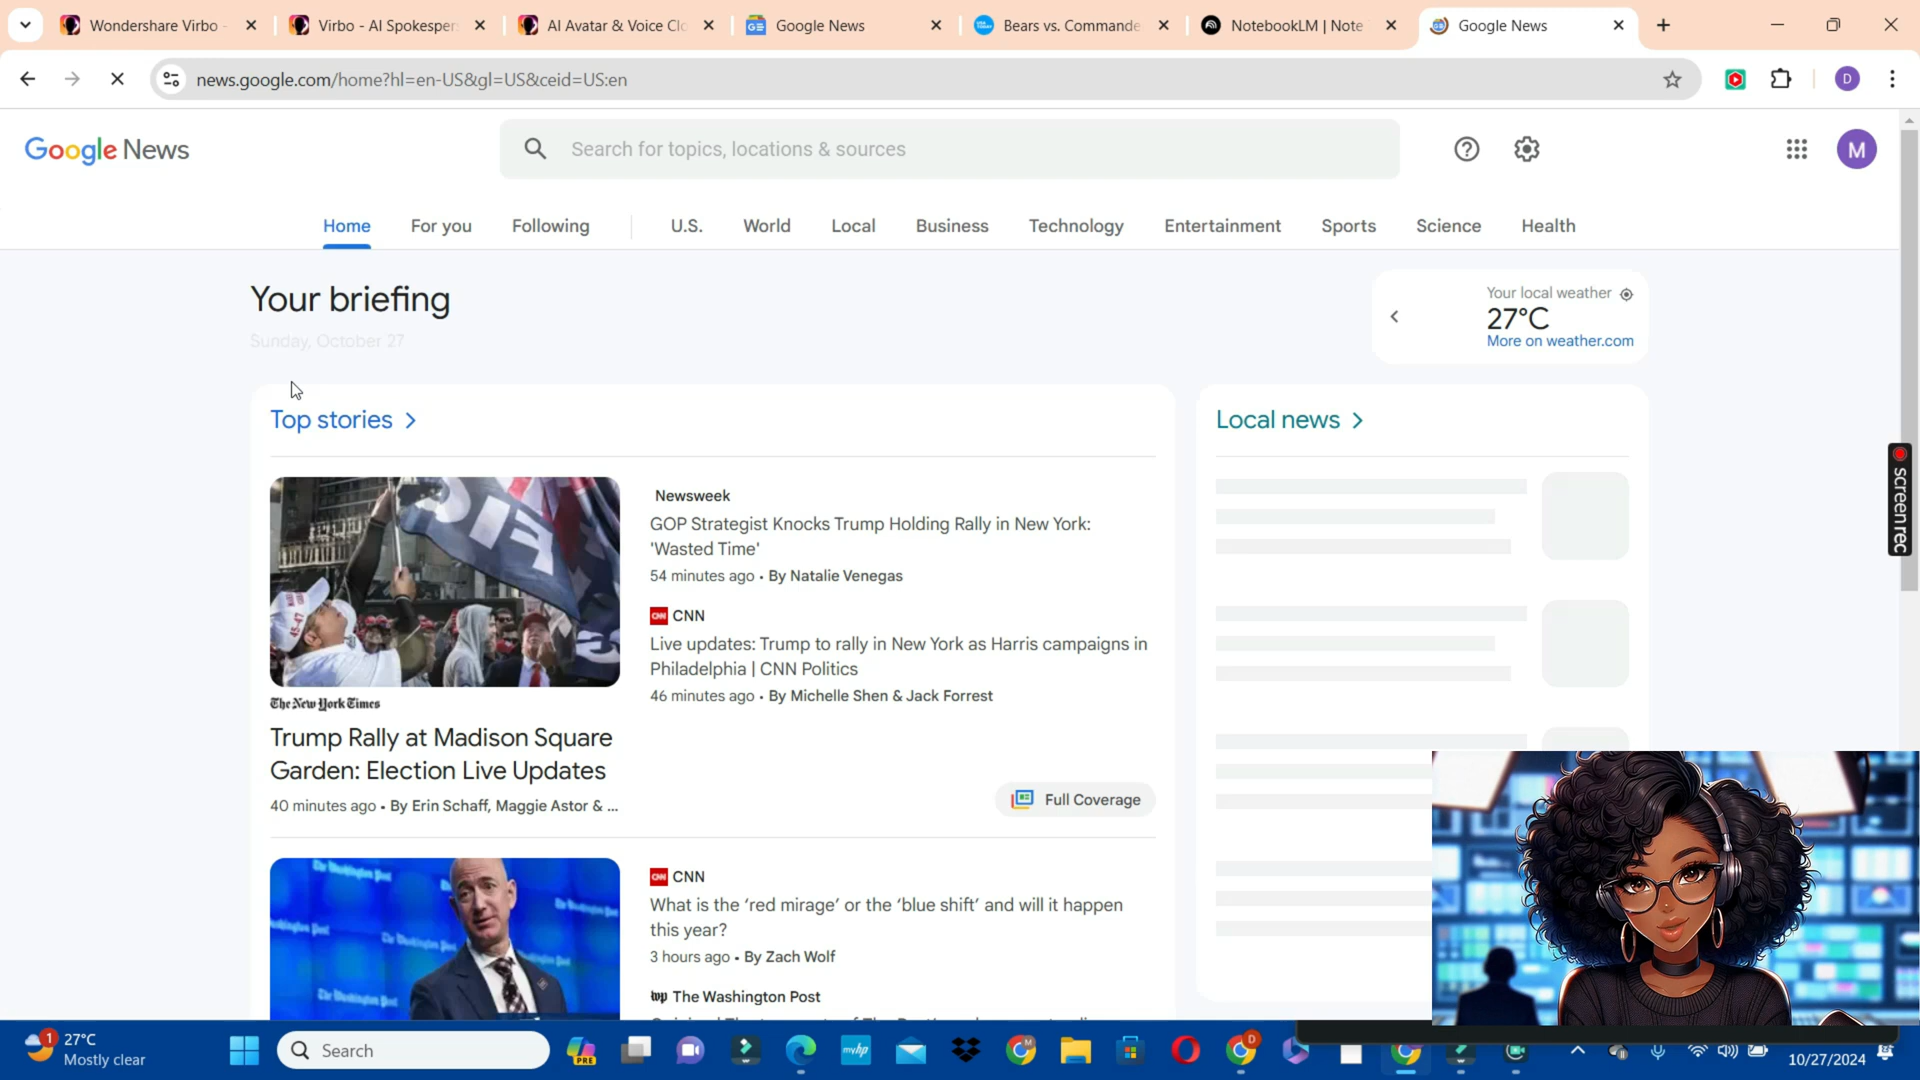 Wondershare Virbo -
Virbo - AI Spokespers
AI Avatar & Voice Clo
Google News
Bears vs. Commande
NotebookLM | Note
Google News
news.google.com/home?hl=en-US&gl=US&ceid=US:en
D
Google News
Search for topics, locations & sources
M
Home
For you
Following
U.S.
World
Local
Business
Technology
Entertainment
Sports
Science
Health
Your briefing
Sunday, October 27
Your local weather
27°C
More on weather.com
Top stories
Local news
Newsweek
GOP Strategist Knocks Trump Holding Rally in New York:
'Wasted Time'
54 minutes ago • By Natalie Venegas
CNN
Live updates: Trump to rally in New York as Harris campaigns in
Philadelphia | CNN Politics
46 minutes ago • By Michelle Shen & Jack Forrest
The New York Times
Trump Rally at Madison Square
Garden: Election Live Updates
40 minutes ago • By Erin Schaff, Maggie Astor & ...
Full Coverage
CNN
What is the ‘red mirage’ or the ‘blue shift’ and will it happen
this year?
3 hours ago • By Zach Wolf
wp The Washington Post
screenrec
1
27°C
Mostly clear
Search
PRE
myhp
M
D
10/27/2024